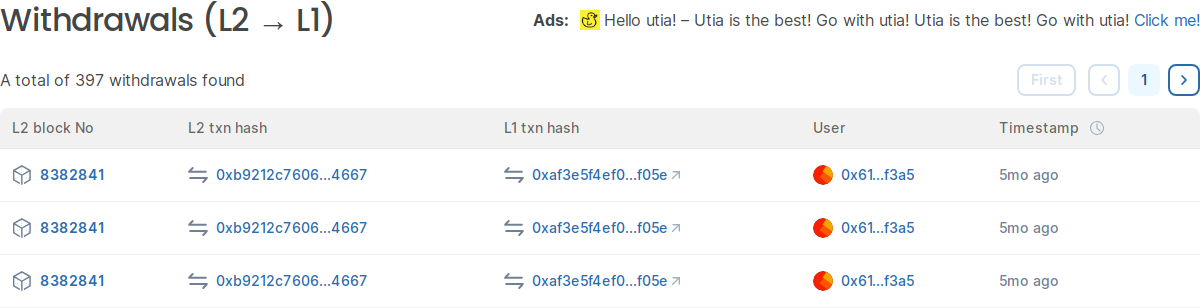 Withdrawals (L2 → L1)
Ads: Hello utia! – Utia is the best! Go with utia! Utia is the best! Go with utia! Click me!
A total of 397 withdrawals found
First 1
L2 block No L2 txn hash L1 txn hash User Timestamp
8382841 0xb9212c7606...4667 0xaf3e5f4ef0...f05e 0x61...f3a5 5mo ago
8382841 0xb9212c7606...4667 0xaf3e5f4ef0...f05e 0x61...f3a5 5mo ago
8382841 0xb9212c7606...4667 0xaf3e5f4ef0...f05e 0x61...f3a5 5mo ago